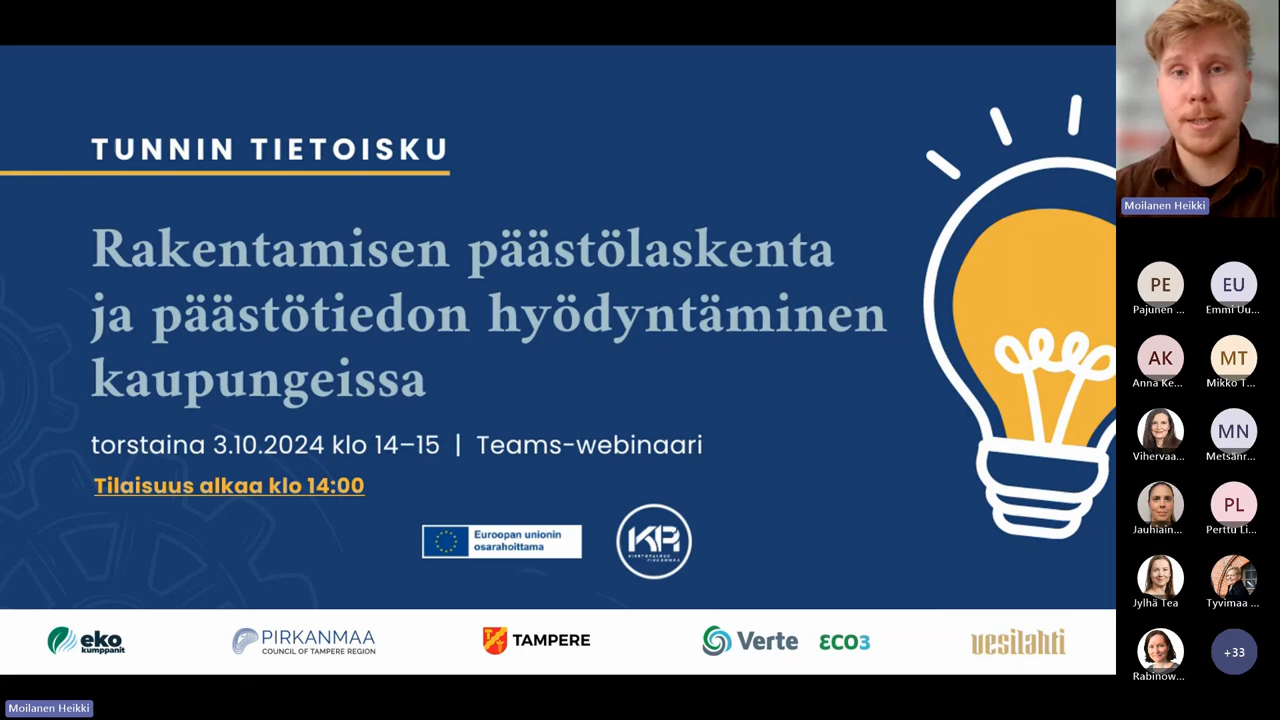 TUNNIN TIETOISKU
Rakentamisen päästölaskenta
ja päästötiedon hyödyntäminen
kaupungeissa
torstaina 3.10.2024 klo 14–15 | Teams-webinaari
Tilaisuus alkaa klo 14:00
Euroopan unionin
osarahoittama
KP
eko
kumppanit
PIRKANMAA
COUNCIL OF TAMPERE REGION
TAMPERE
Verte
ECO3
vesilahti
Moilanen Heikki
Moilanen Heikki
PE
Pajunen ...
EU
Emmi Uu...
AK
Anna Ke...
MT
Mikko T...
Vihervaa...
MN
Metsänr...
Jauhiain...
PL
Perttu Li...
Jylhä Tea
Tyvimaa ...
Rabinow...
+33